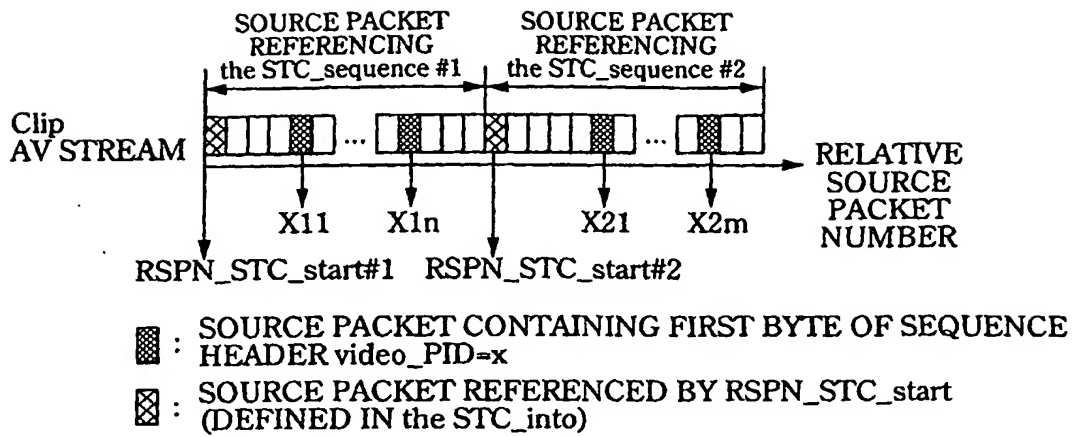 SOURCE PACKET
REFERENCING
the STC_sequence #1
SOURCE PACKET
REFERENCING
the STC_sequence #2
Clip
AV STREAM
...
...
RELATIVE
SOURCE
PACKET
NUMBER
X11
X1n
X21
X2m
RSPN_STC_start#1
RSPN_STC_start#2
: SOURCE PACKET CONTAINING FIRST BYTE OF SEQUENCE
HEADER video_PID=x
: SOURCE PACKET REFERENCED BY RSPN_STC_start
(DEFINED IN the STC_into)